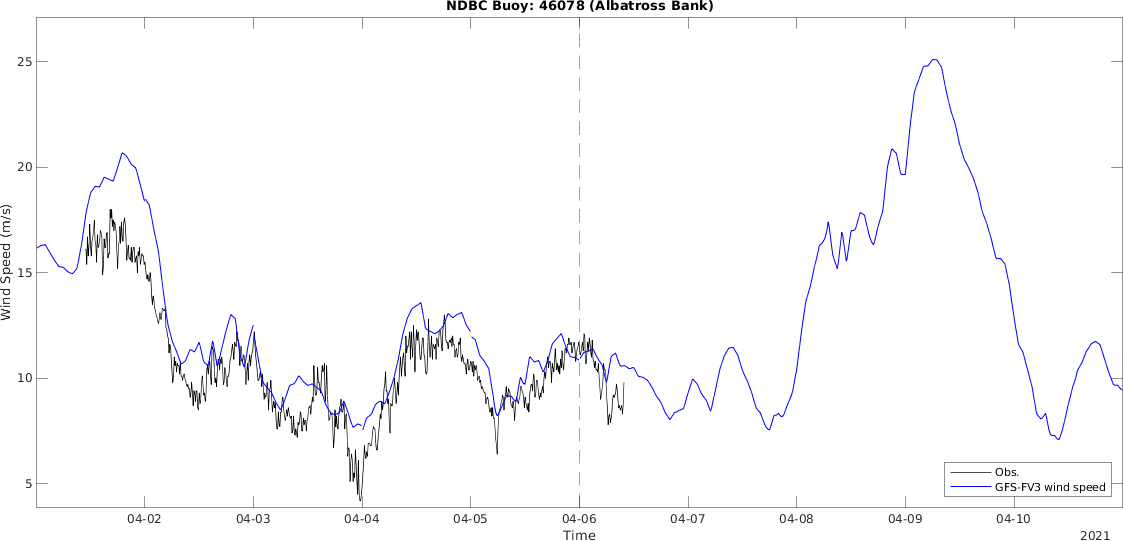 NDBC Buoy: 46078 (Albatross Bank)
25
20
15
10
5
Wind Speed (m/s)
04-02 04-03 04-04 04-05 04-06 04-07 04-08 04-09 04-10
Time
2021
Obs.
GFS-FV3 wind speed